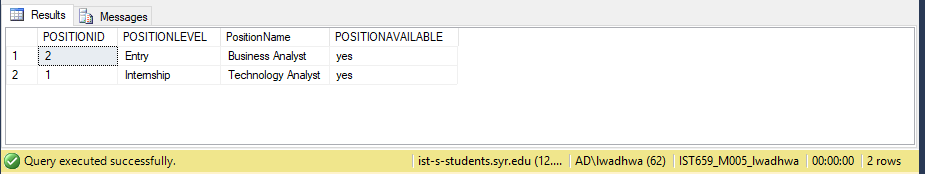 Results Messages
POSITIONID POSITIONLEVEL PositionName POSITIONAVAILABLE
1 2 Entry Business Analyst yes
2 1 Internship Technology Analyst yes
Query executed successfully. ist-s-students.syr.edu (12.... AD\lwadhwa (62) IST659_M005_lwadhwa 00:00:00 2 rows